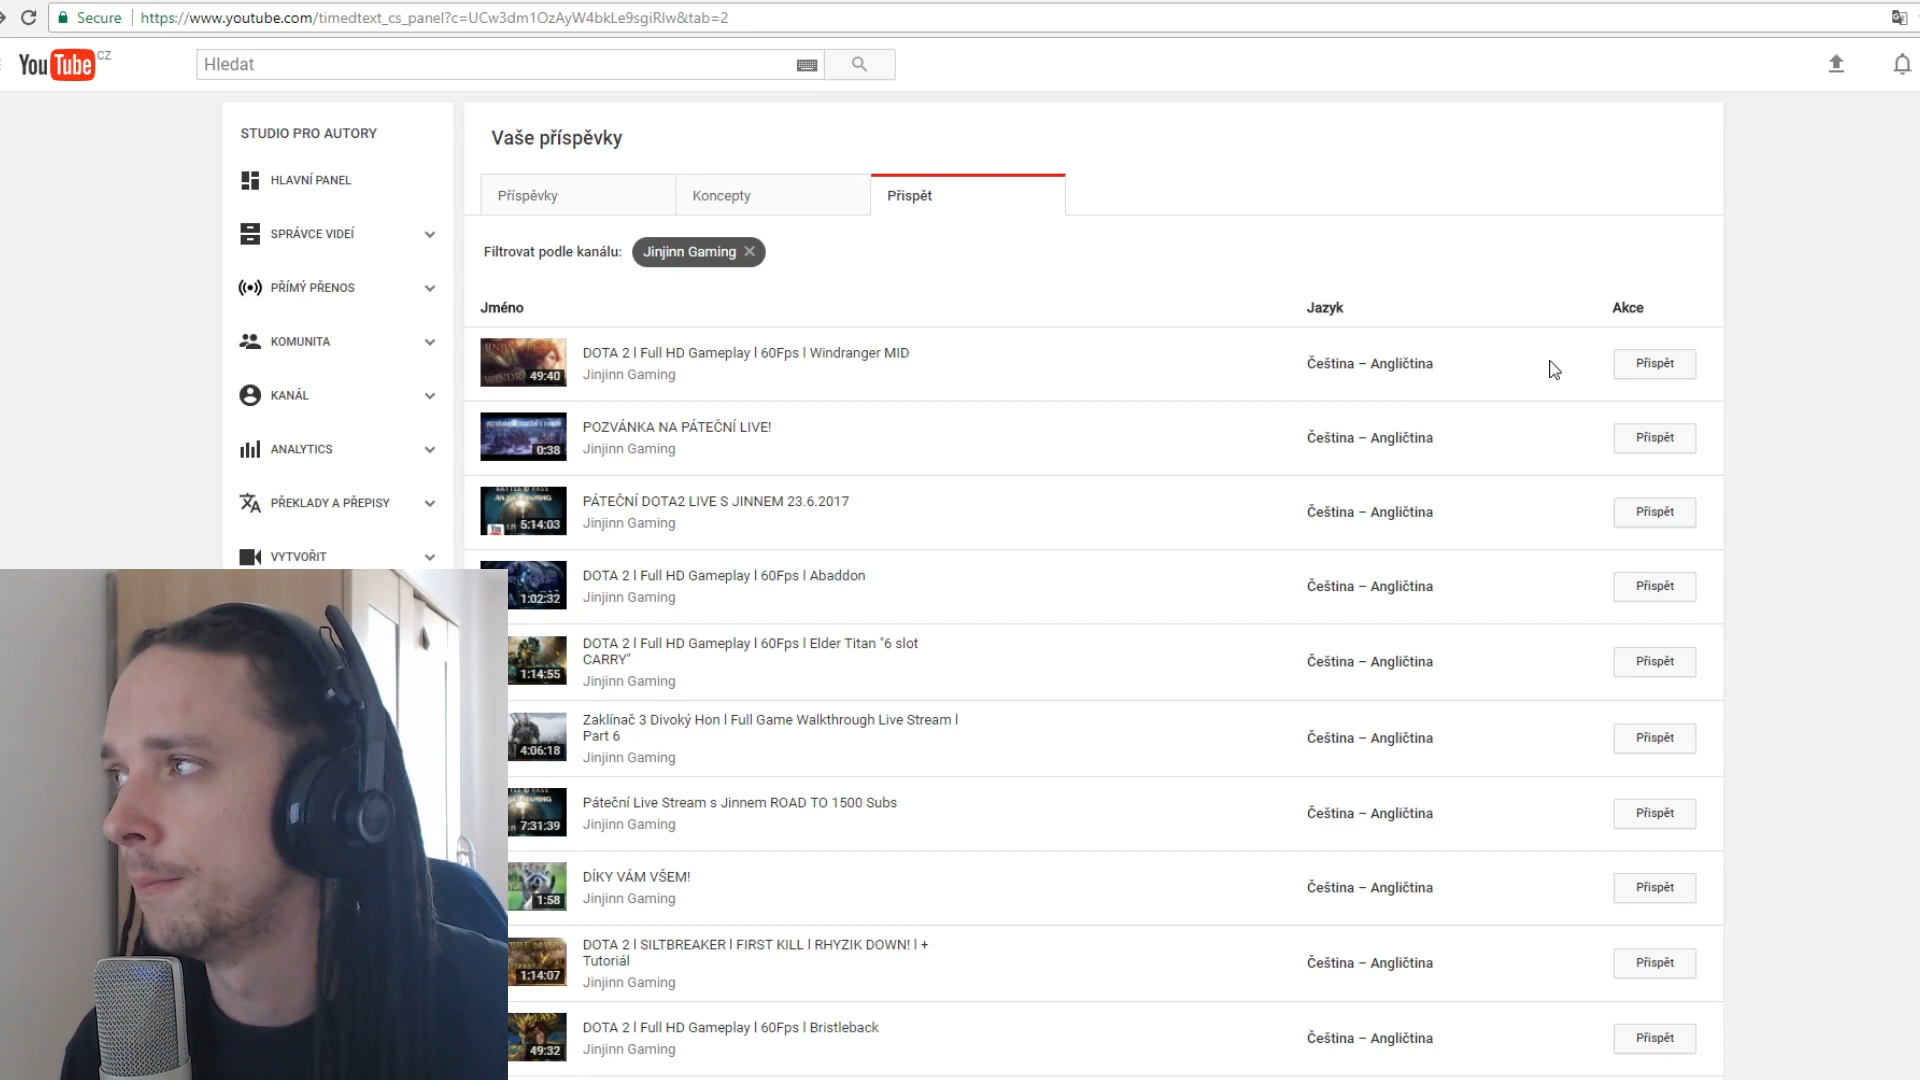 Secure https://www.youtube.com/timedtext_cs_panel?c=UCw3dm1OzAyW4bkLe9sgiRlw&tab=2
YouTube CZ
Hledat
STUDIO PRO AUTORY
HLAVNÍ PANEL
SPRÁVCE VIDEÍ
PŘÍMÝ PŘENOS
KOMUNITA
KANÁL
ANALYTICS
PŘEKLADY A PŘEPISY
VYTVOŘIT
Vaše příspěvky
Příspěvky Koncepty Přispět
Filtrovat podle kanálu: Jinjinn Gaming
Jméno Jazyk Akce
49:40 DOTA 2 l Full HD Gameplay l 60Fps l Windranger MID
Jinjinn Gaming
Čeština – Angličtina Přispět
0:38 POZVÁNKA NA PÁTEČNÍ LIVE!
Jinjinn Gaming
Čeština – Angličtina Přispět
5:14:03 PÁTEČNÍ DOTA2 LIVE S JINNEM 23.6.2017
Jinjinn Gaming
Čeština – Angličtina Přispět
1:02:32 DOTA 2 l Full HD Gameplay l 60Fps l Abaddon
Jinjinn Gaming
Čeština – Angličtina Přispět
1:14:55 DOTA 2 l Full HD Gameplay l 60Fps l Elder Titan "6 slot
CARRY"
Jinjinn Gaming
Čeština – Angličtina Přispět
4:06:18 Zaklínač 3 Divoký Hon l Full Game Walkthrough Live Stream l
Part 6
Jinjinn Gaming
Čeština – Angličtina Přispět
7:31:39 Páteční Live Stream s Jinnem ROAD TO 1500 Subs
Jinjinn Gaming
Čeština – Angličtina Přispět
1:58 DÍKY VÁM VŠEM!
Jinjinn Gaming
Čeština – Angličtina Přispět
1:14:07 DOTA 2 l SILTBREAKER l FIRST KILL l RHYZIK DOWN! l +
Tutoriál
Jinjinn Gaming
Čeština – Angličtina Přispět
49:32 DOTA 2 l Full HD Gameplay l 60Fps l Bristleback
Jinjinn Gaming
Čeština – Angličtina Přispět